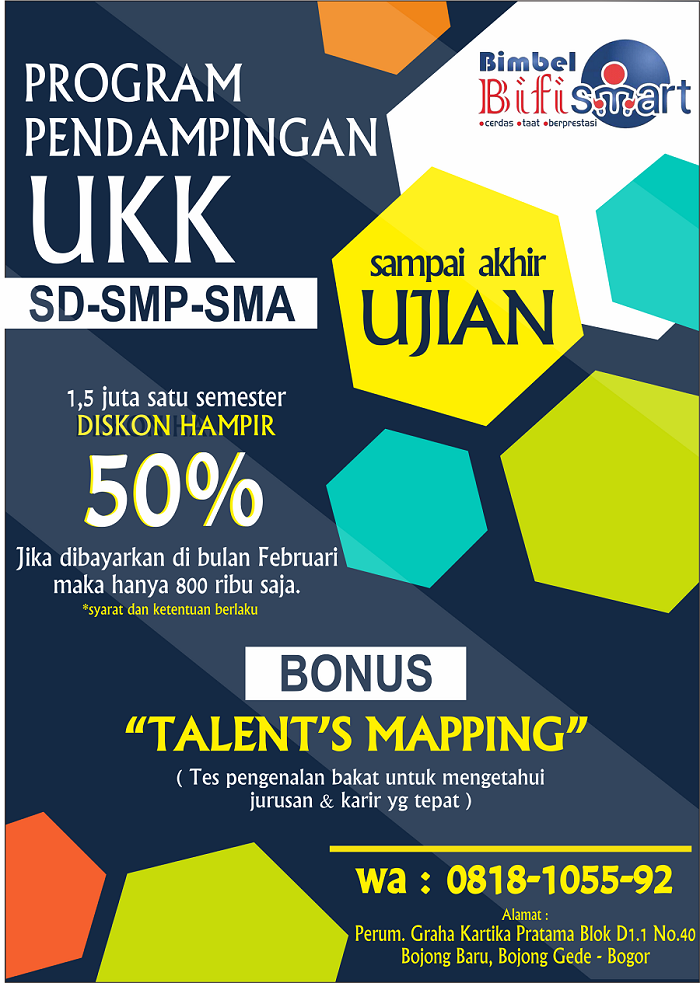 PROGRAM
PENDAMPINGAN
UKK
SD-SMP-SMA
Bimbel
Bifismart
•cerdas •taat •berprestasi
sampai akhir
UJIAN
1,5 juta satu semester
DISKON HAMPIR
50%
Jika dibayarkan di bulan Februari
maka hanya 800 ribu saja.
*syarat dan ketentuan berlaku
BONUS
“TALENT’S MAPPING”
( Tes pengenalan bakat untuk mengetahui
jurusan & karir yg tepat )
wa : 0818-1055-92
Alamat :
Perum. Graha Kartika Pratama Blok D1.1 No.40
Bojong Baru, Bojong Gede - Bogor